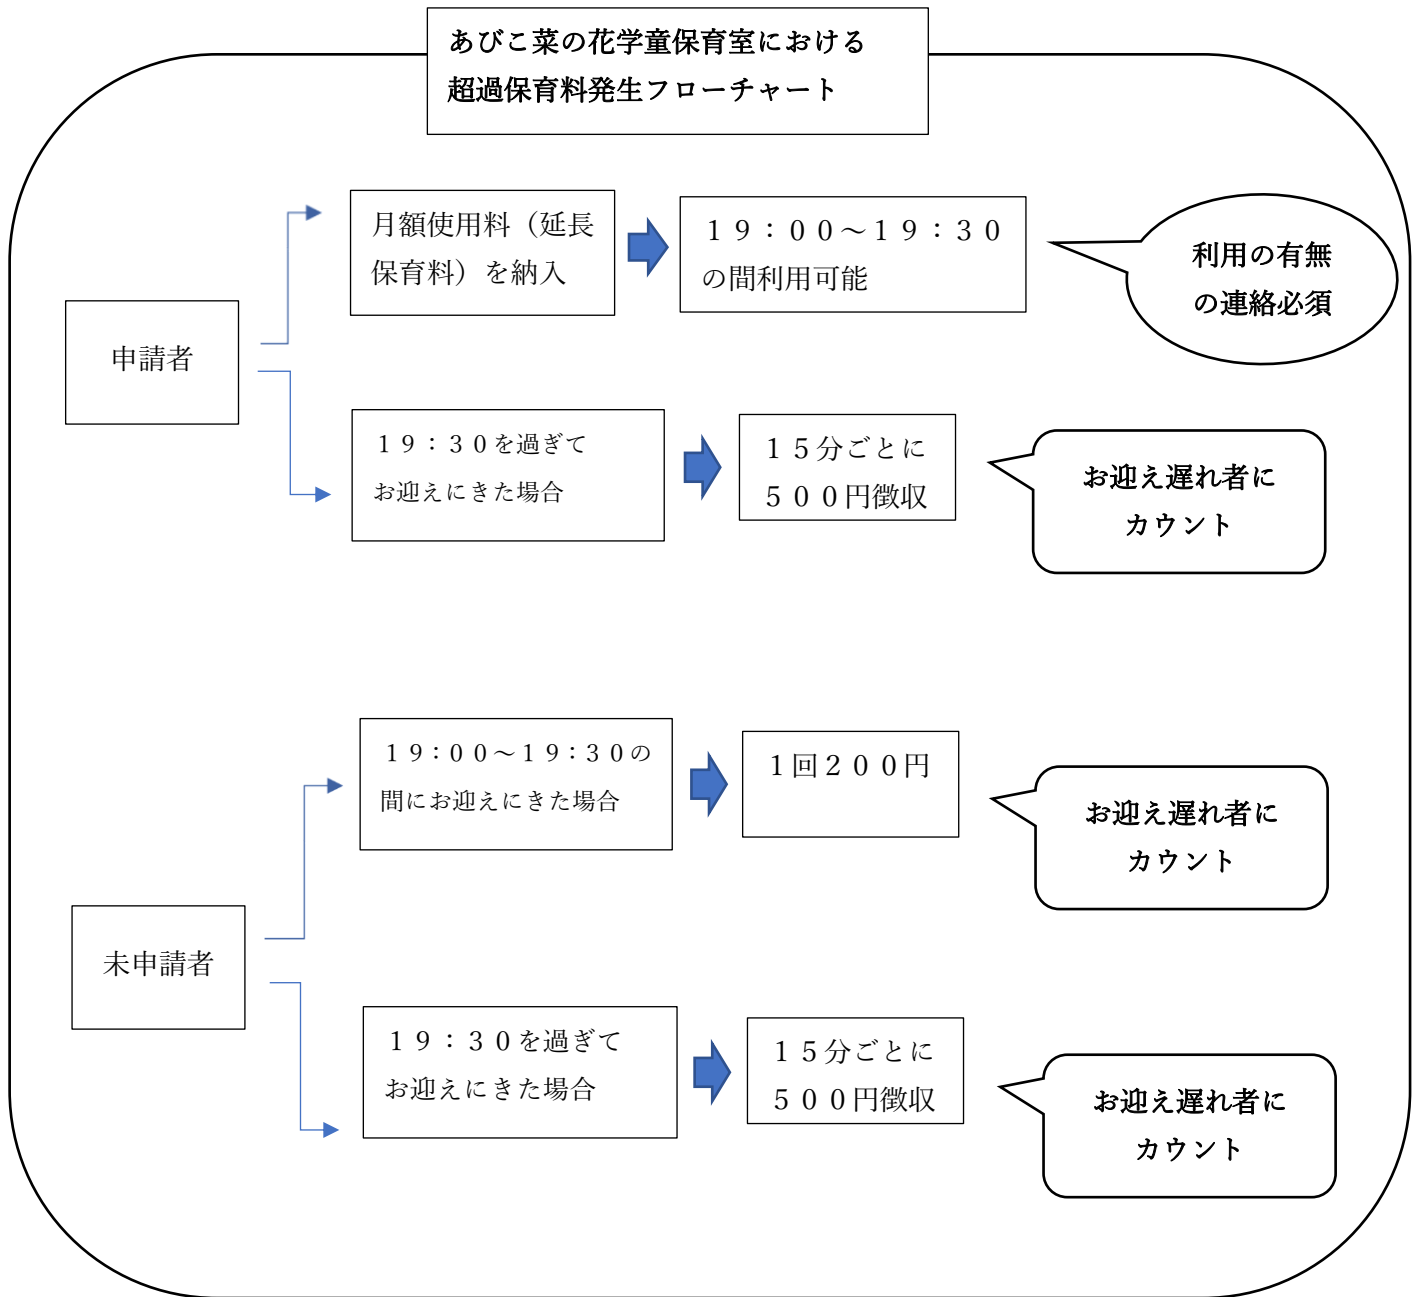 あびこ菜の花学童保育室における
超過保育料発生フローチャート
申請者
月額使用料（延長
保育料）を納入
１９：００～１９：３０
の間利用可能
利用の有無
の連絡必須
１９：３０を過ぎて
お迎えにきた場合
１５分ごとに
５００円徴収
お迎え遅れ者に
カウント
未申請者
１９：００～１９：３０の
間にお迎えにきた場合
１回２００円
お迎え遅れ者に
カウント
１９：３０を過ぎて
お迎えにきた場合
１５分ごとに
５００円徴収
お迎え遅れ者に
カウント